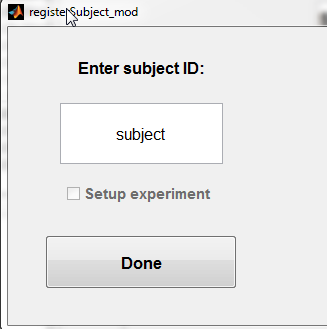 registerSubject_mod
Enter subject ID:
subject
Setup experiment
Done